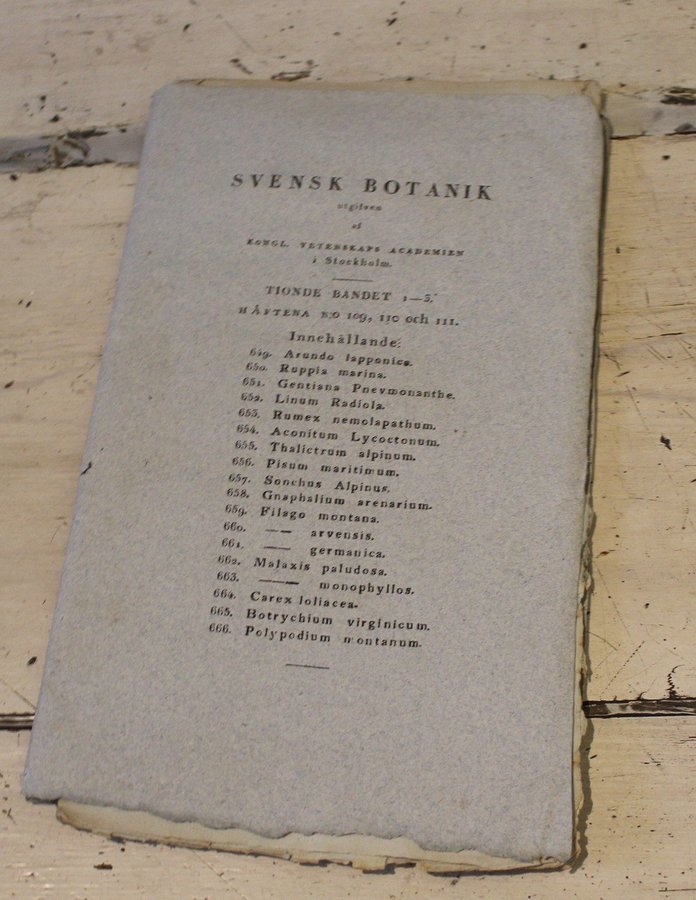 SVENSK BOTANIK
utgifven
af
KONGL. VETENSKAPS ACADEMIEN
i Stockholm.
TIONDE BANDET 1—3.
HÄFTENA N:O 109, 110 och 111.
Innehållande:
649. Arundo lapponica.
650. Ruppia marina.
651. Gentiana Pnevmonanthe.
652. Linum Radiola.
653. Rumex nemolapathum.
654. Aconitum Lycoctonum.
655. Thalictrum alpinum.
656. Pisum maritimum.
657. Sonchus Alpinus.
658. Gnaphalium arenarium.
659. Filago montana.
660. —— arvensis.
661. —— germanica.
662. Malaxis paludosa.
663. —— monophyllos.
664. Carex loliacea.
665. Botrychium virginicum.
666. Polypodium montanum.